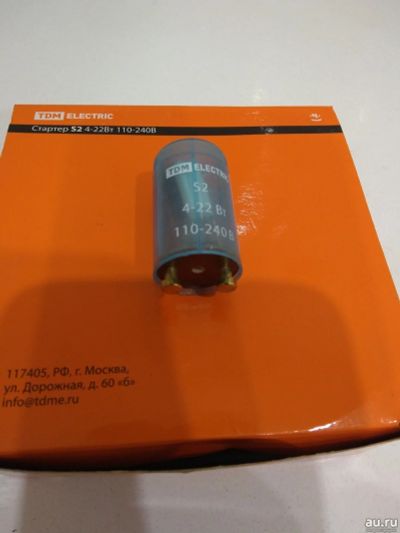 TDM ELECTRIC
Стартер S2 4-22Вт 110-240В
TDM ELECTRIC
S2
4-22 Вт
110-240 В
117405, РФ, г. Москва,
ул. Дорожная, д. 60 «б»
info@tdme.ru
au.ru